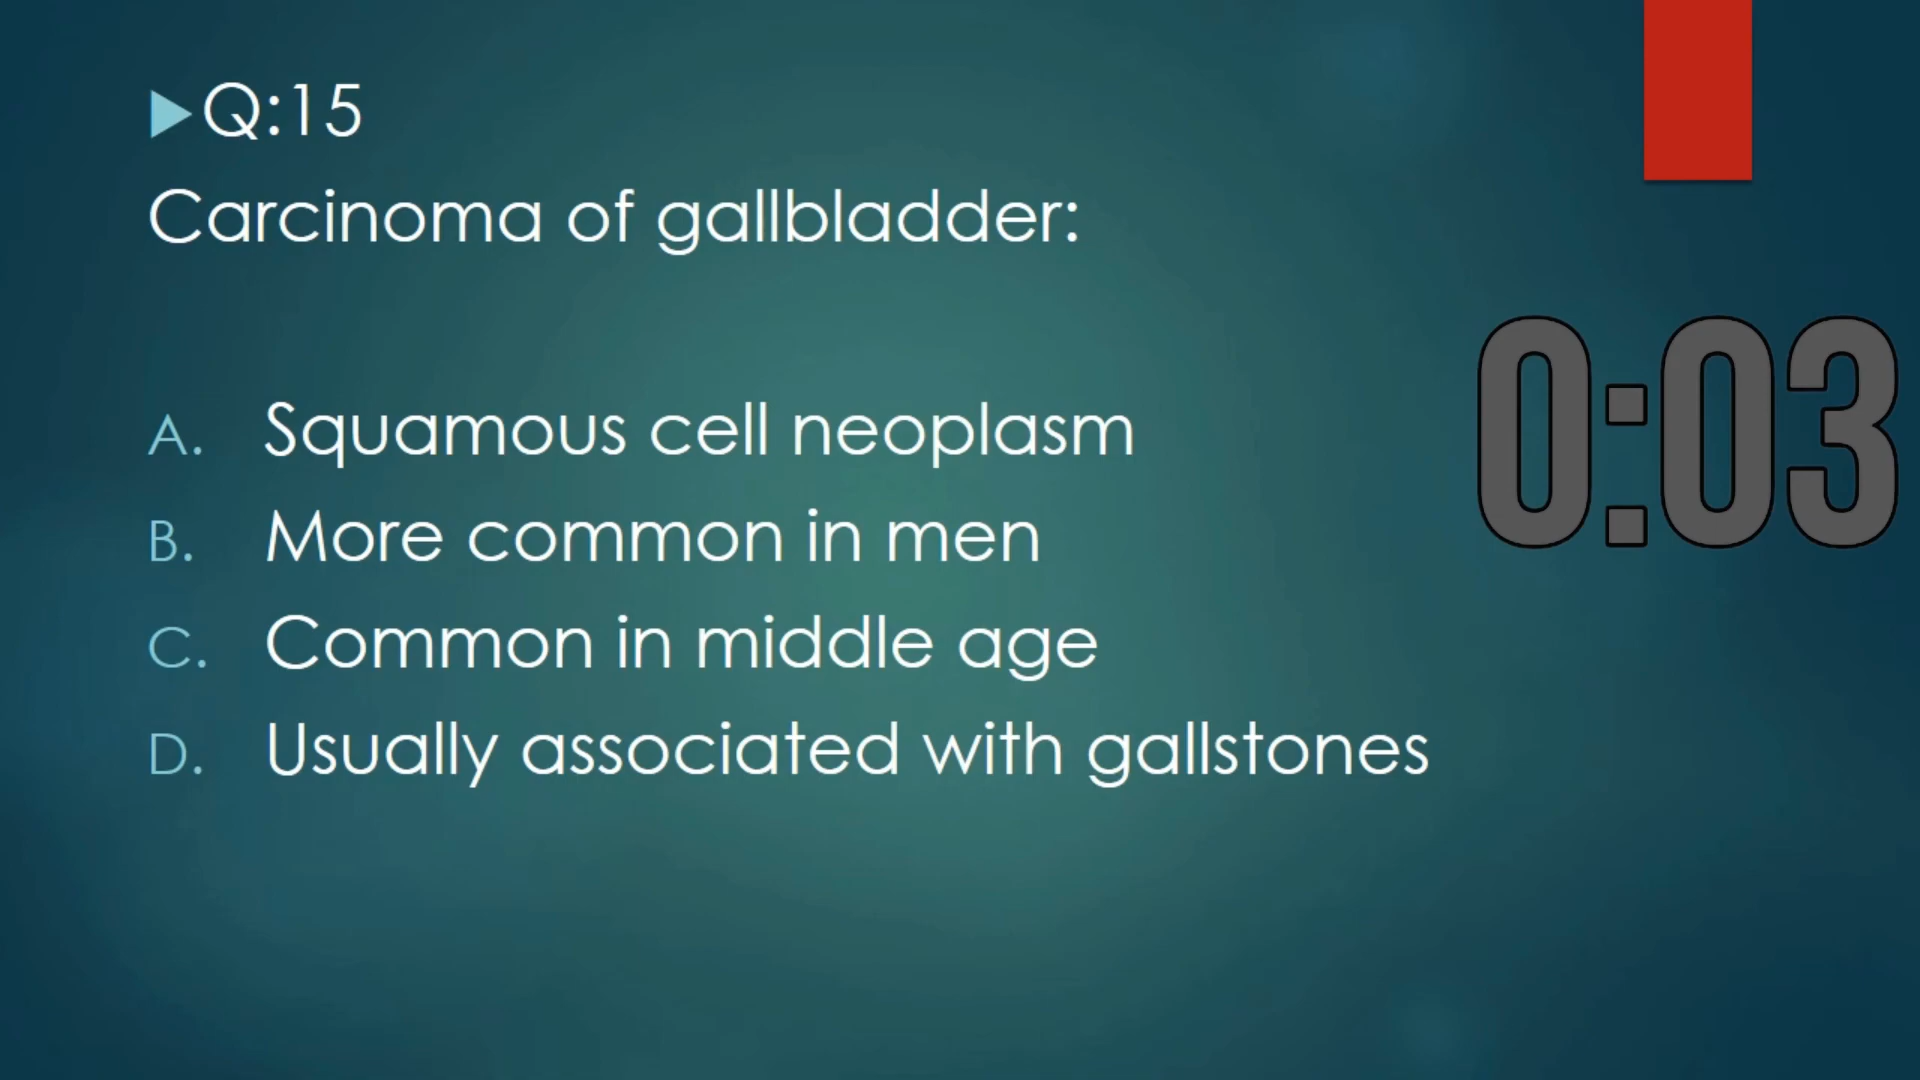 Q:15
Carcinoma of gallbladder:
A. Squamous cell neoplasm
B. More common in men
C. Common in middle age
D. Usually associated with gallstones
0:03